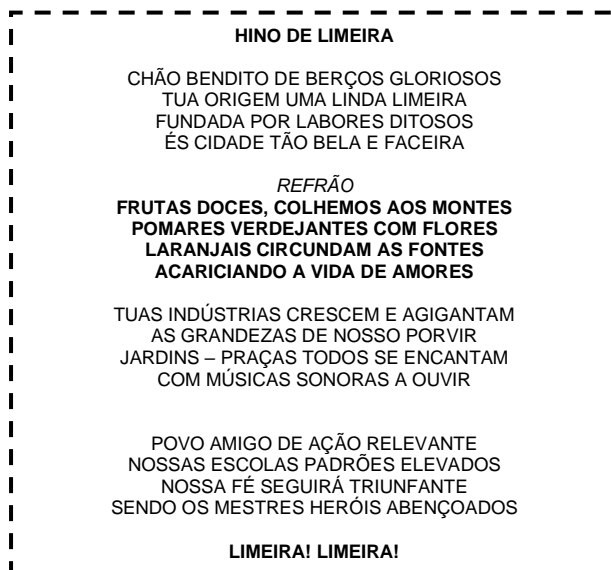 HINO DE LIMEIRA
CHÃO BENDITO DE BERÇOS GLORIOSOS
TUA ORIGEM UMA LINDA LIMEIRA
FUNDADA POR LABORES DITOSOS
ÉS CIDADE TÃO BELA E FACEIRA
REFRÃO
FRUTAS DOCES, COLHEMOS AOS MONTES
POMARES VERDEJANTES COM FLORES
LARANJAIS CIRCUNDAM AS FONTES
ACARICIANDO A VIDA DE AMORES
TUAS INDÚSTRIAS CRESCEM E AGIGANTAM
AS GRANDEZAS DE NOSSO PORVIR
JARDINS – PRAÇAS TODOS SE ENCANTAM
COM MÚSICAS SONORAS A OUVIR
POVO AMIGO DE AÇÃO RELEVANTE
NOSSAS ESCOLAS PADRÕES ELEVADOS
NOSSA FÉ SEGUIRÁ TRIUNFANTE
SENDO OS MESTRES HERÓIS ABENÇOADOS
LIMEIRA! LIMEIRA!